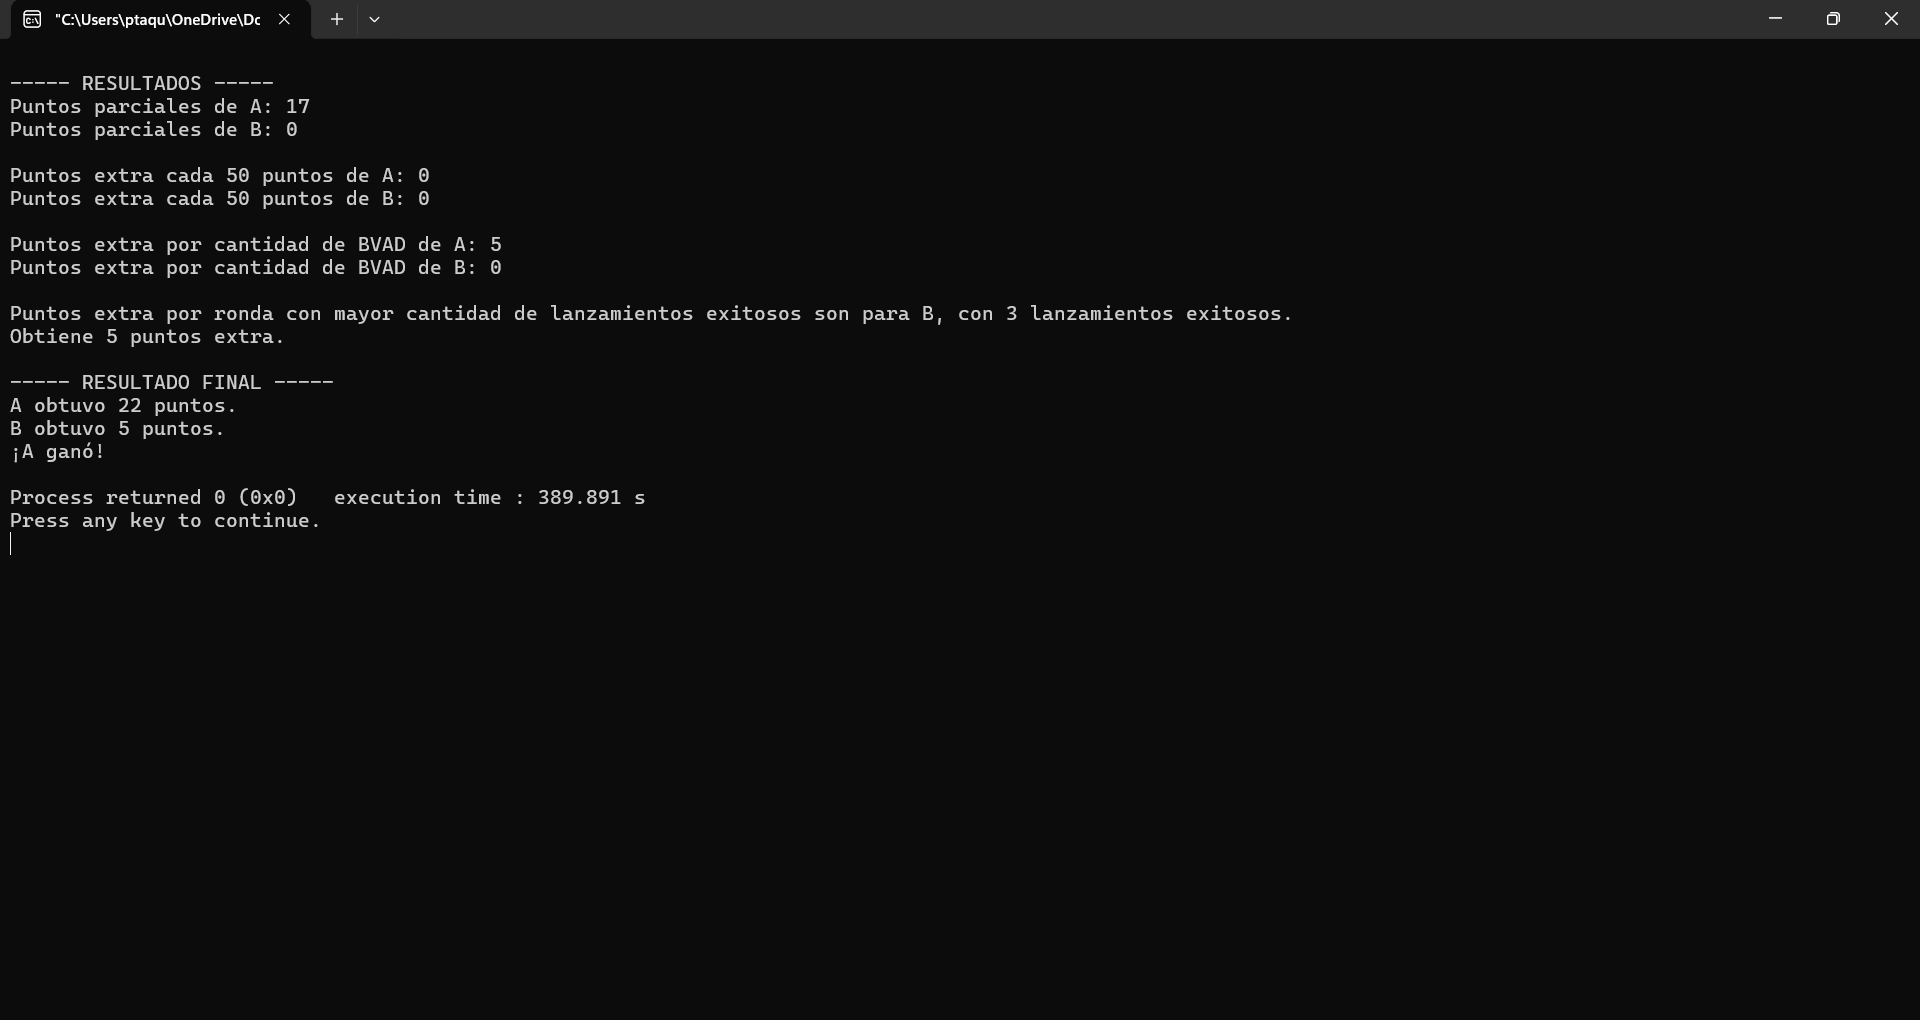 "C:\Users\ptaqu\OneDrive\Dc
----- RESULTADOS -----
Puntos parciales de A: 17
Puntos parciales de B: 0
Puntos extra cada 50 puntos de A: 0
Puntos extra cada 50 puntos de B: 0
Puntos extra por cantidad de BVAD de A: 5
Puntos extra por cantidad de BVAD de B: 0
Puntos extra por ronda con mayor cantidad de lanzamientos exitosos son para B, con 3 lanzamientos exitosos.
Obtiene 5 puntos extra.
----- RESULTADO FINAL -----
A obtuvo 22 puntos.
B obtuvo 5 puntos.
¡A ganó!
Process returned 0 (0x0)   execution time : 389.891 s
Press any key to continue.